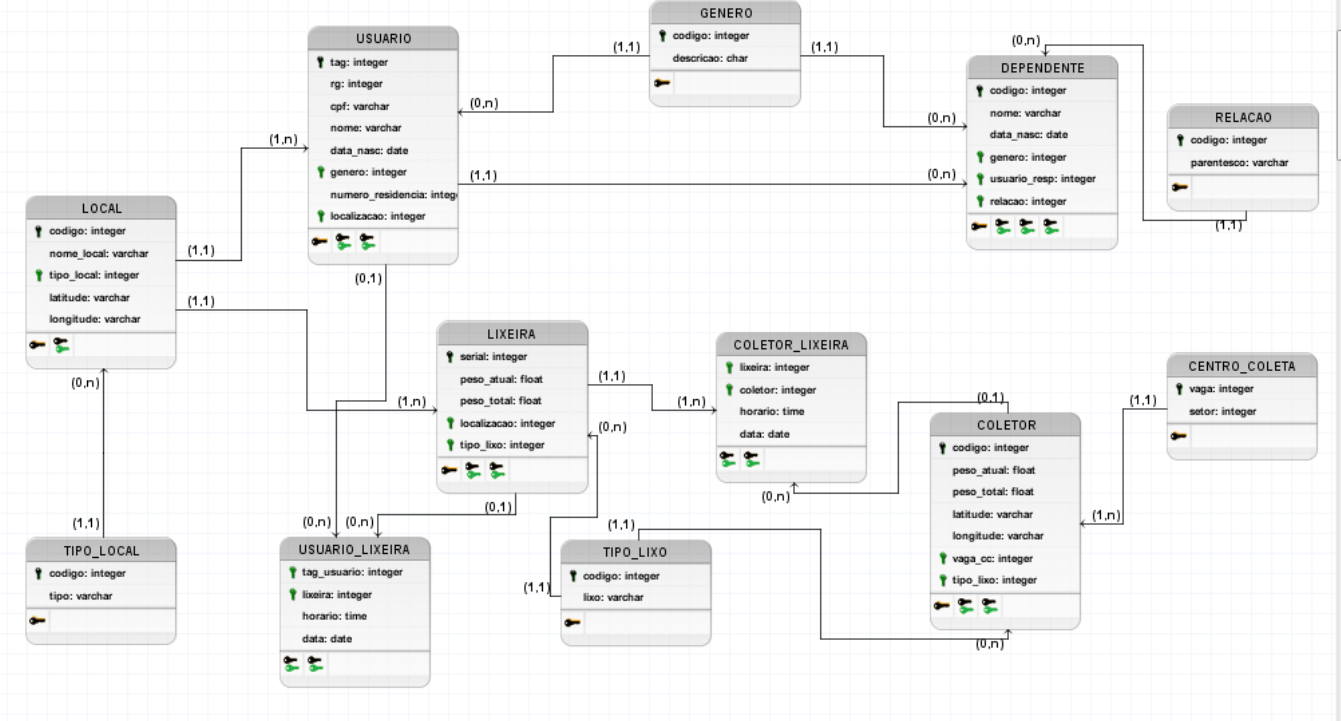 GENERO
codigo: integer
descricao: char
USUARIO
tag: integer
rg: integer
cpf: varchar
nome: varchar
data_nasc: date
genero: integer
numero_residencia: integ
localizacao: integer
DEPENDENTE
codigo: integer
nome: varchar
data_nasc: date
genero: integer
usuario_resp: integer
relacao: integer
RELACAO
codigo: integer
parentesco: varchar
(1,1)
(1,1)
(0,n)
(0,n)
(0,n)
(1,n)
(1,1)
(0,n)
(1,1)
LOCAL
codigo: integer
nome_local: varchar
tipo_local: integer
latitude: varchar
longitude: varchar
(1,1)
(1,1)
(0,1)
(1,n)
(0,n)
(1,1)
LIXEIRA
serial: integer
peso_atual: float
peso_total: float
localizacao: integer
tipo_lixo: integer
(1,1)
(1,n)
(0,n)
(0,1)
COLETOR_LIXEIRA
lixeira: integer
coletor: integer
horario: time
data: date
(0,n)
(0,1)
CENTRO_COLETA
vaga: integer
setor: integer
(1,1)
(1,n)
COLETOR
codigo: integer
peso_atual: float
peso_total: float
latitude: varchar
longitude: varchar
vaga_cc: integer
tipo_lixo: integer
(0,n)
TIPO_LOCAL
codigo: integer
tipo: varchar
(0,n)
(0,n)
USUARIO_LIXEIRA
tag_usuario: integer
lixeira: integer
horario: time
data: date
(1,1)
(1,1)
TIPO_LIXO
codigo: integer
lixo: varchar